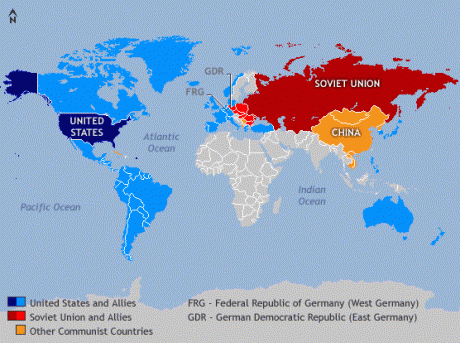 N
GDR
FRG
SOVIET UNION
UNITED
STATES
CHINA
Atlantic
Ocean
Indian
Ocean
Pacific Ocean
United States and Allies
Soviet Union and Allies
Other Communist Countries
FRG - Federal Republic of Germany (West Germany)
GDR - German Democratic Republic (East Germany)